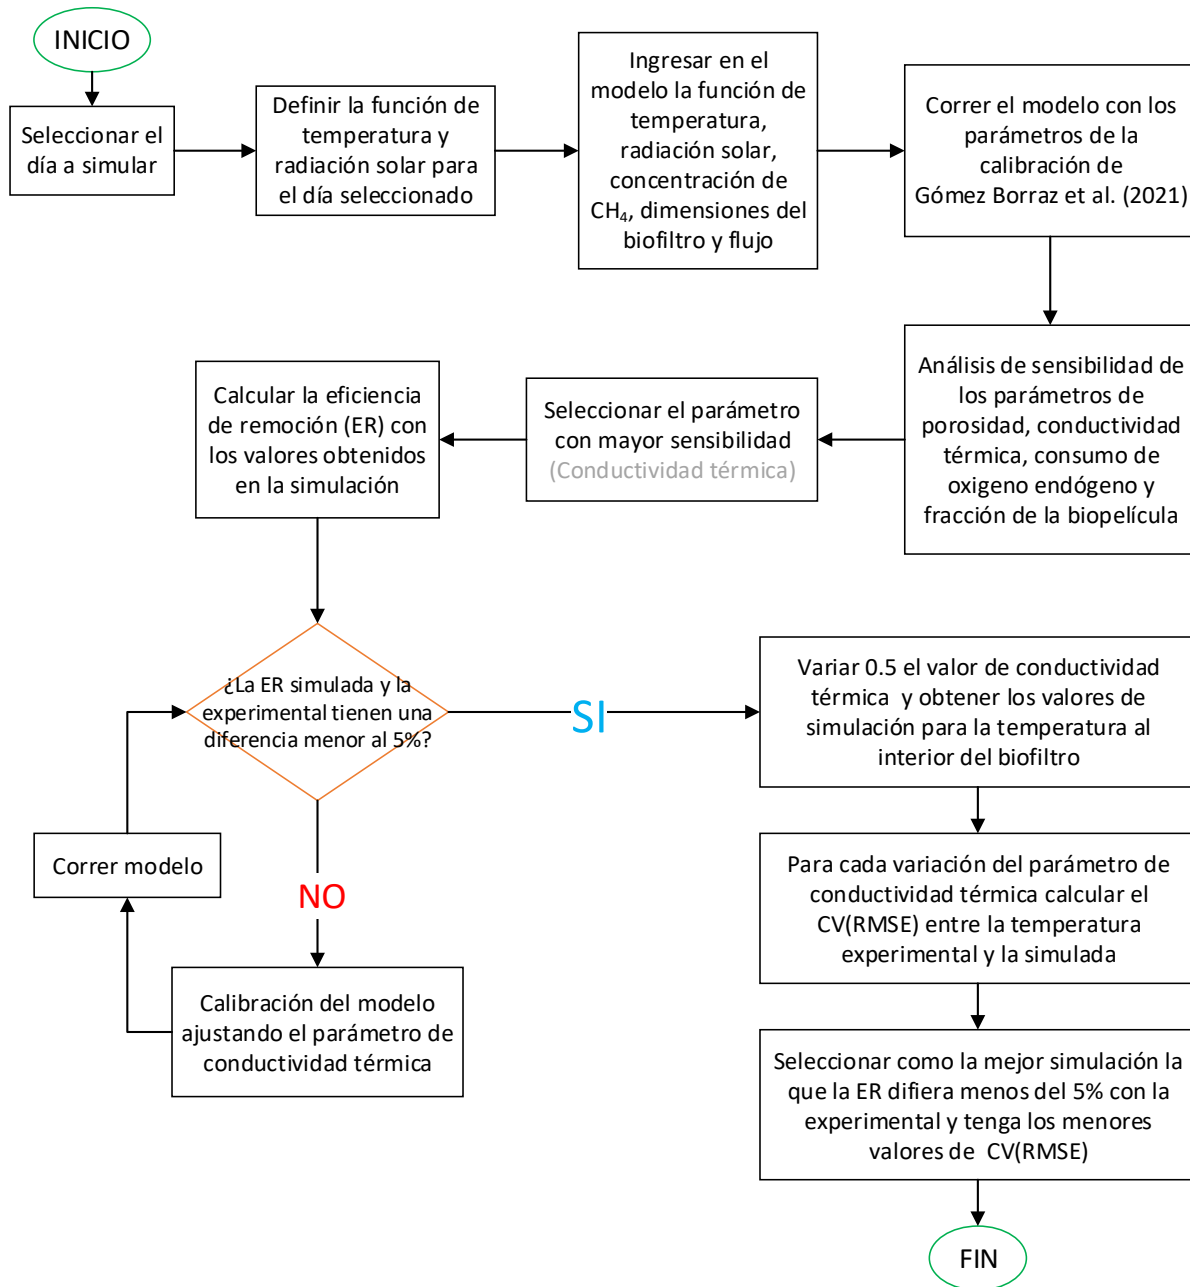 INICIO
Seleccionar el
día a simular
Definir la función de
temperatura y
radiación solar para
el día seleccionado
Ingresar en el
modelo la función de
temperatura,
radiación solar,
concentración de
CH₄, dimensiones del
biofiltro y flujo
Correr el modelo con los
parámetros de la
calibración de
Gómez Borraz et al. (2021)
Análisis de sensibilidad de
los parámetros de
porosidad, conductividad
térmica, consumo de
oxigeno endógeno y
fracción de la biopelícula
Seleccionar el parámetro
con mayor sensibilidad
(Conductividad térmica)
Calcular la eficiencia
de remoción (ER) con
los valores obtenidos
en la simulación
¿La ER simulada y la
experimental tienen una
diferencia menor al 5%?
SI
NO
Calibración del modelo
ajustando el parámetro de
conductividad térmica
Correr modelo
Variar 0.5 el valor de conductividad
térmica y obtener los valores de
simulación para la temperatura al
interior del biofiltro
Para cada variación del parámetro de
conductividad térmica calcular el
CV(RMSE) entre la temperatura
experimental y la simulada
Seleccionar como la mejor simulación la
que la ER difiera menos del 5% con la
experimental y tenga los menores
valores de CV(RMSE)
FIN